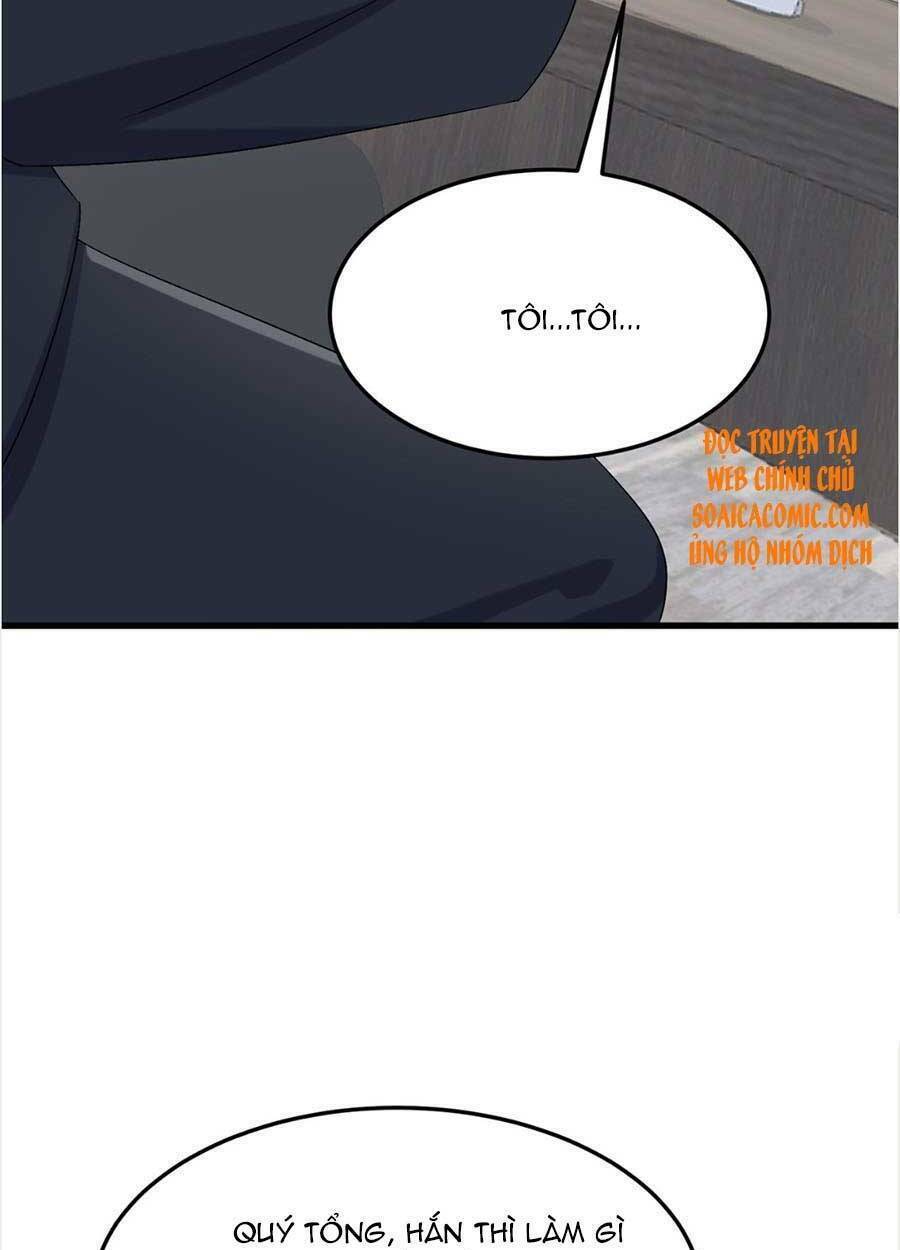 TÔI...TÔI...
ĐỌC TRUYỆN TẠI
WEB CHÍNH CHỦ
SOAICACOMIC.COM
ỦNG HỘ NHÓM DỊCH
QUÝ TỔNG, HẮN THÌ LÀM GÌ